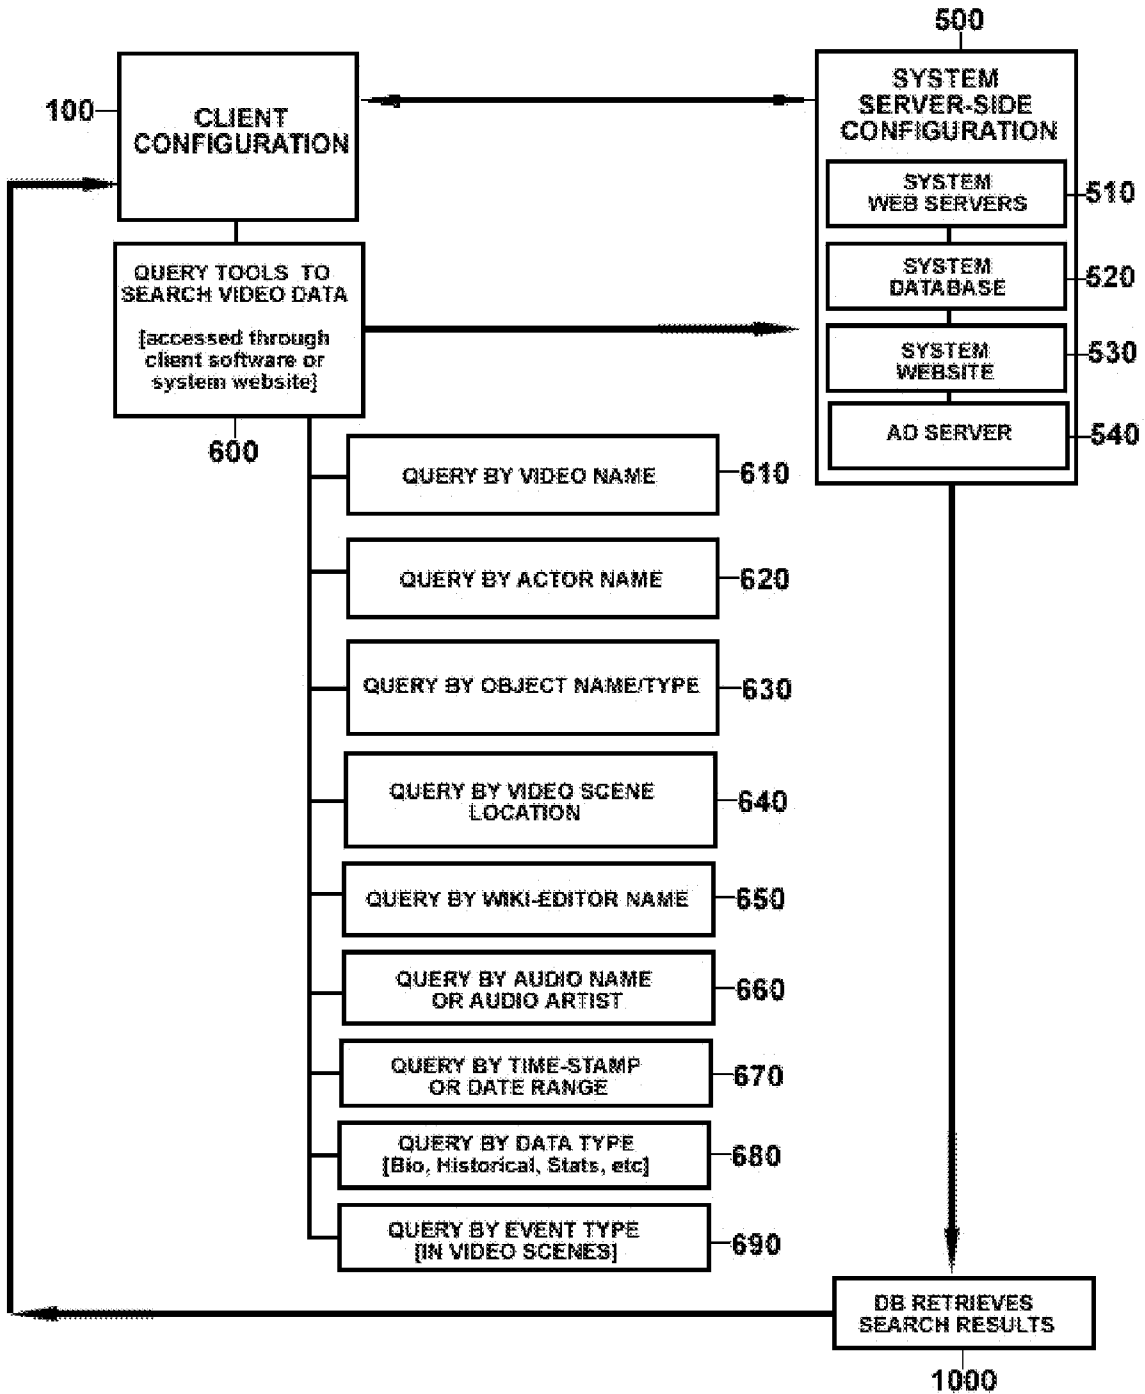 500
100
CLIENT
CONFIGURATION
SYSTEM
SERVER-SIDE
CONFIGURATION
SYSTEM
WEB SERVERS
510
SYSTEM
DATABASE
520
SYSTEM
WEBSITE
530
AD SERVER
540
QUERY TOOLS TO
SEARCH VIDEO DATA
[accessed through
client software or
system website]
600
QUERY BY VIDEO NAME
610
QUERY BY ACTOR NAME
620
QUERY BY OBJECT NAME/TYPE
630
QUERY BY VIDEO SCENE
LOCATION
640
QUERY BY WIKI-EDITOR NAME
650
QUERY BY AUDIO NAME
OR AUDIO ARTIST
660
QUERY BY TIME-STAMP
OR DATE RANGE
670
QUERY BY DATA TYPE
[Bio, Historical, Stats, etc]
680
QUERY BY EVENT TYPE
[IN VIDEO SCENES]
690
DB RETRIEVES
SEARCH RESULTS
1000